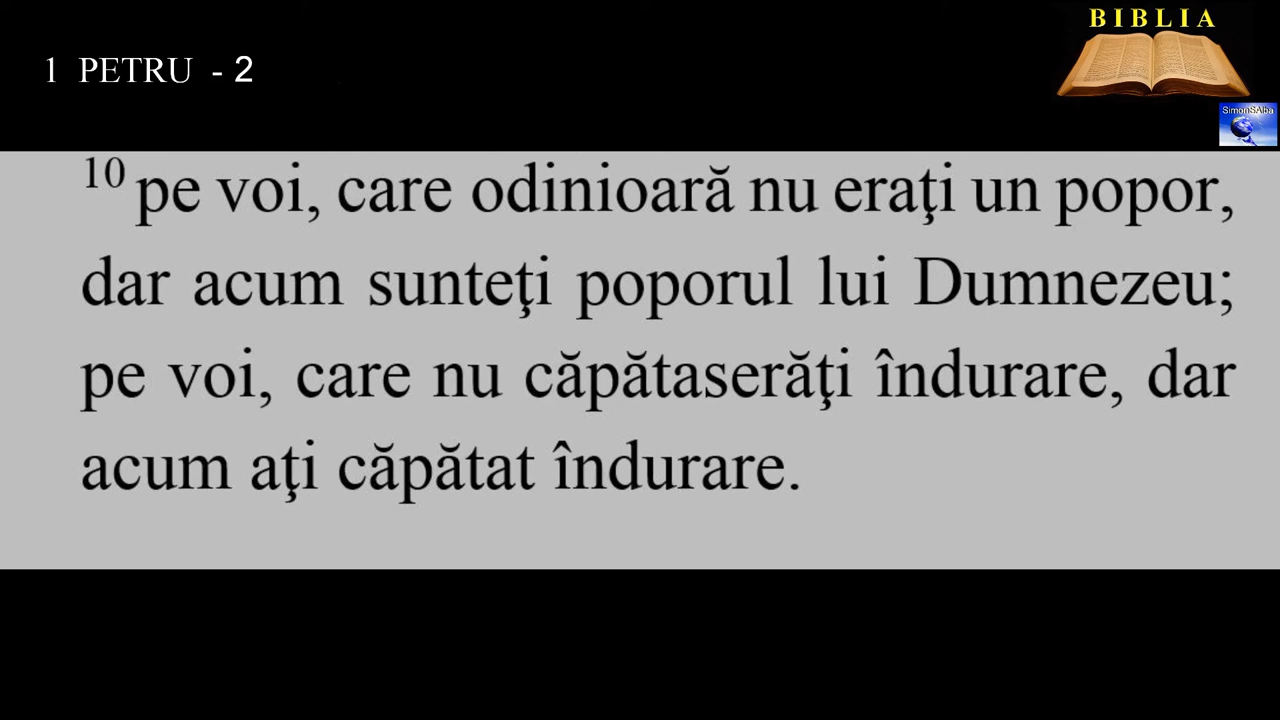 BIBLIA
1 PETRU - 2
SimonSAlba
10 pe voi, care odinioară nu eraţi un popor,
dar acum sunteţi poporul lui Dumnezeu;
pe voi, care nu căpătaserăţi îndurare, dar
acum aţi căpătat îndurare.